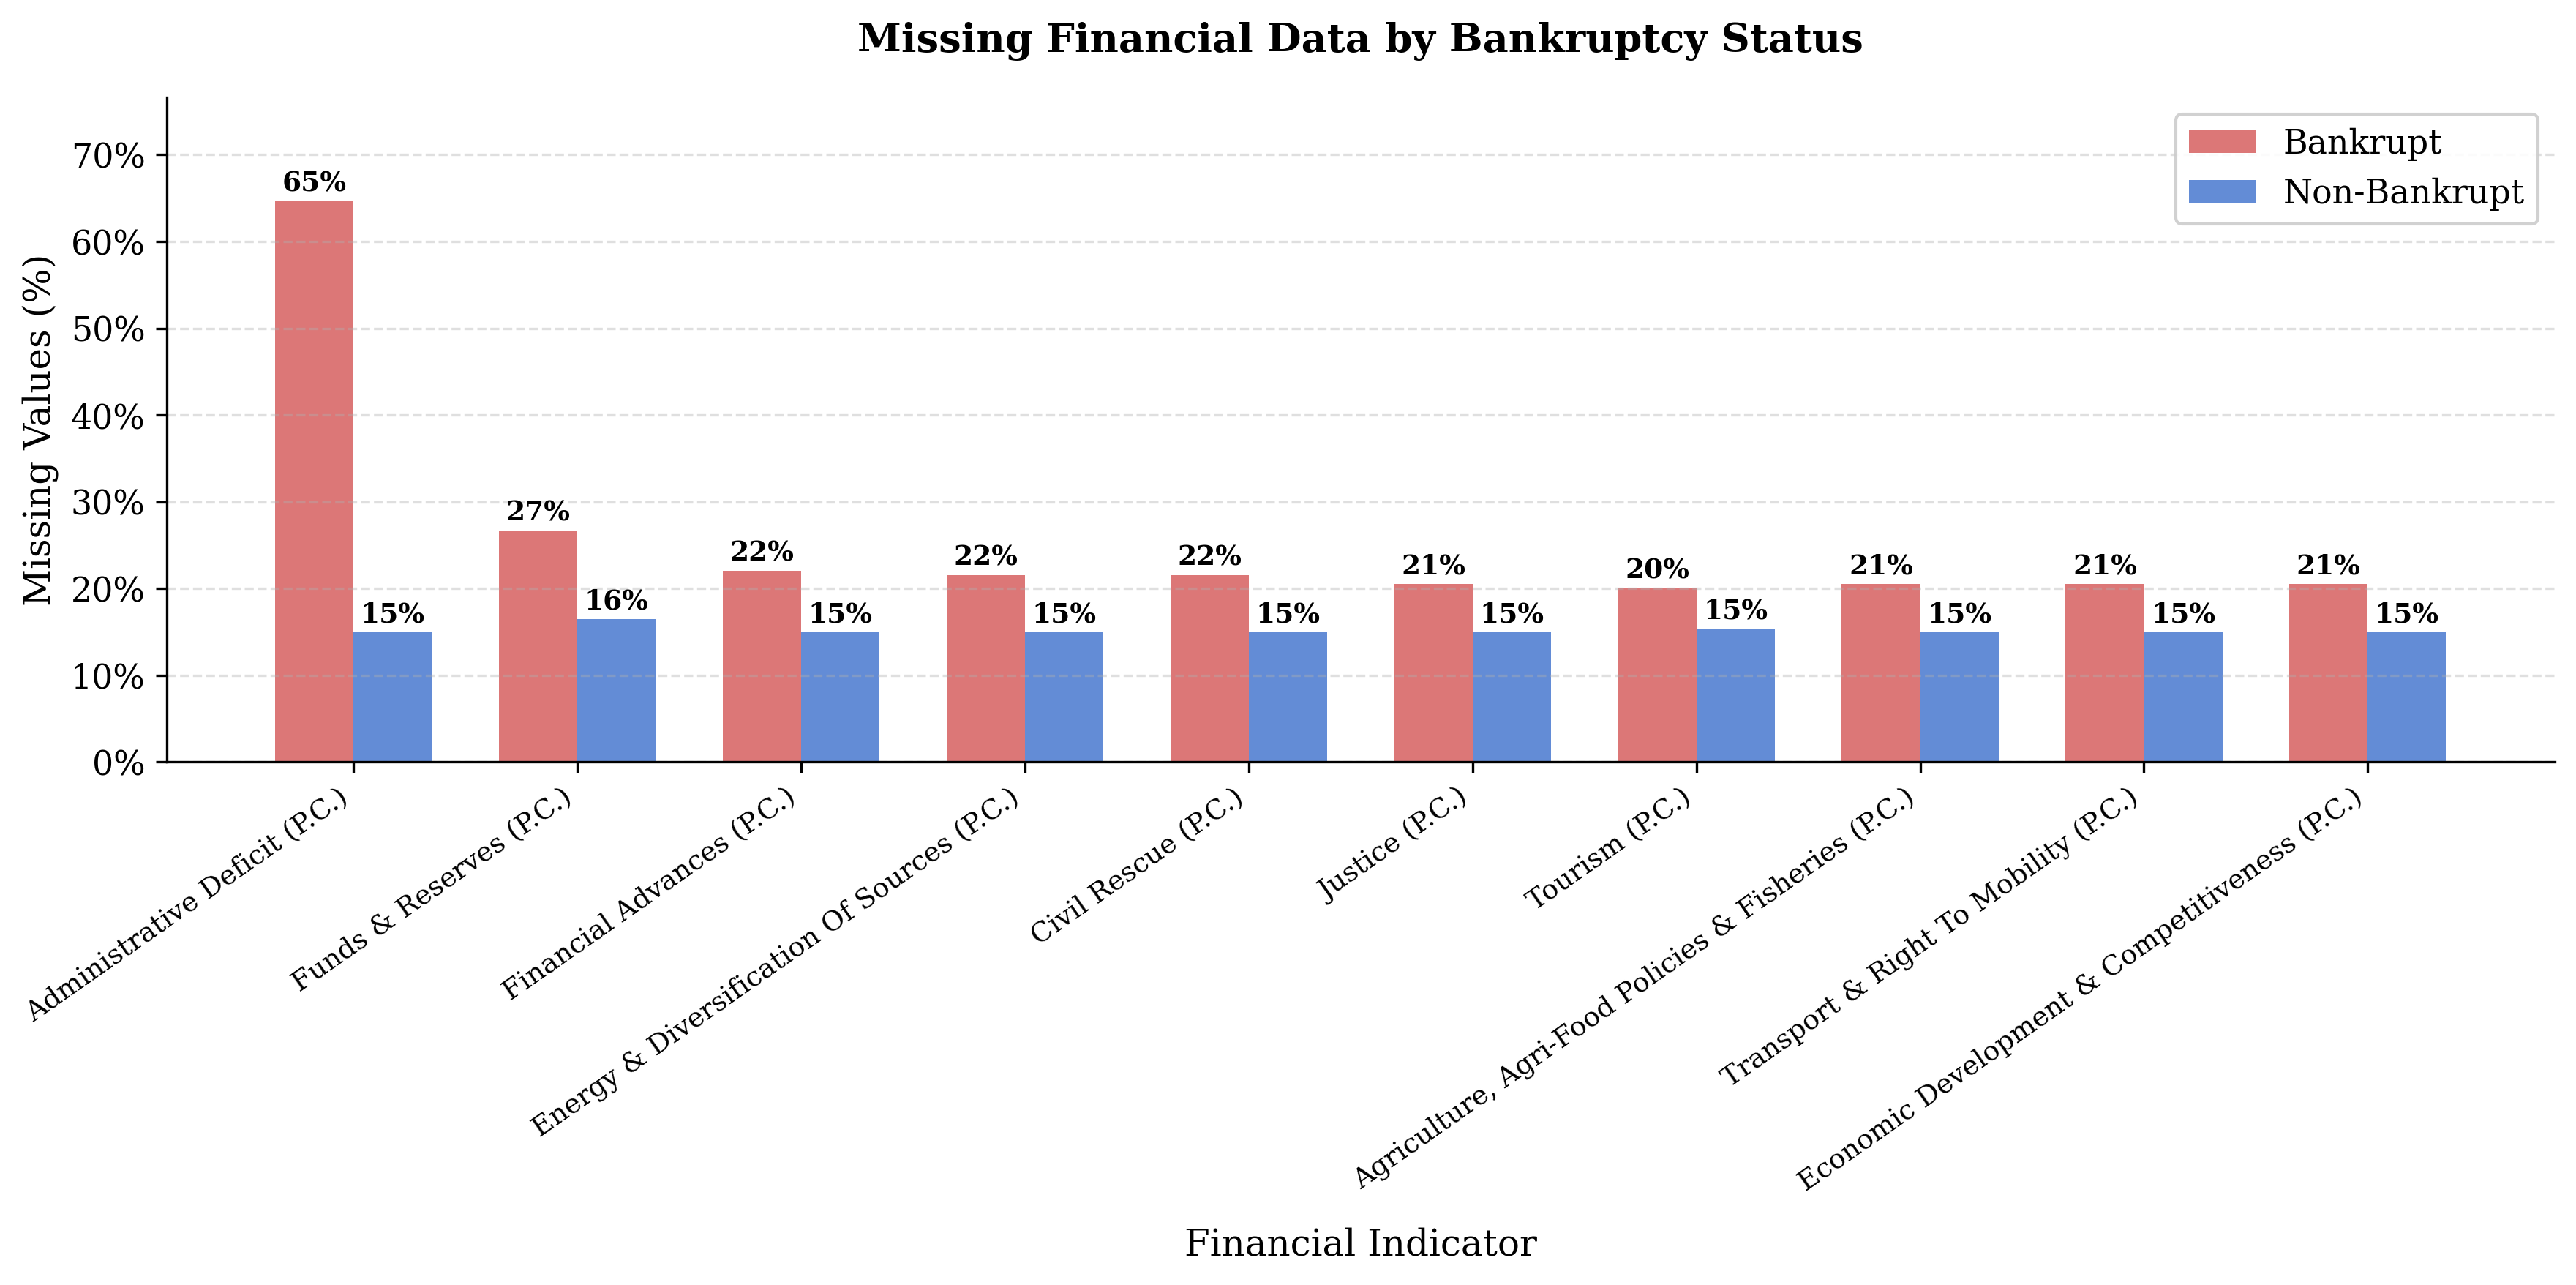 Missing Financial Data by Bankruptcy Status
Missing Values (%)
70%
60%
50%
40%
30%
20%
10%
0%
Bankrupt
Non-Bankrupt
65%
15%
27%
16%
22%
15%
22%
15%
22%
15%
21%
15%
20%
15%
21%
15%
21%
15%
21%
15%
Administrative Deficit (P.C.)
Funds & Reserves (P.C.)
Financial Advances (P.C.)
Energy & Diversification Of Sources (P.C.)
Civil Rescue (P.C.)
Justice (P.C.)
Tourism (P.C.)
Agriculture, Agri-Food Policies & Fisheries (P.C.)
Transport & Right To Mobility (P.C.)
Economic Development & Competitiveness (P.C.)
Financial Indicator